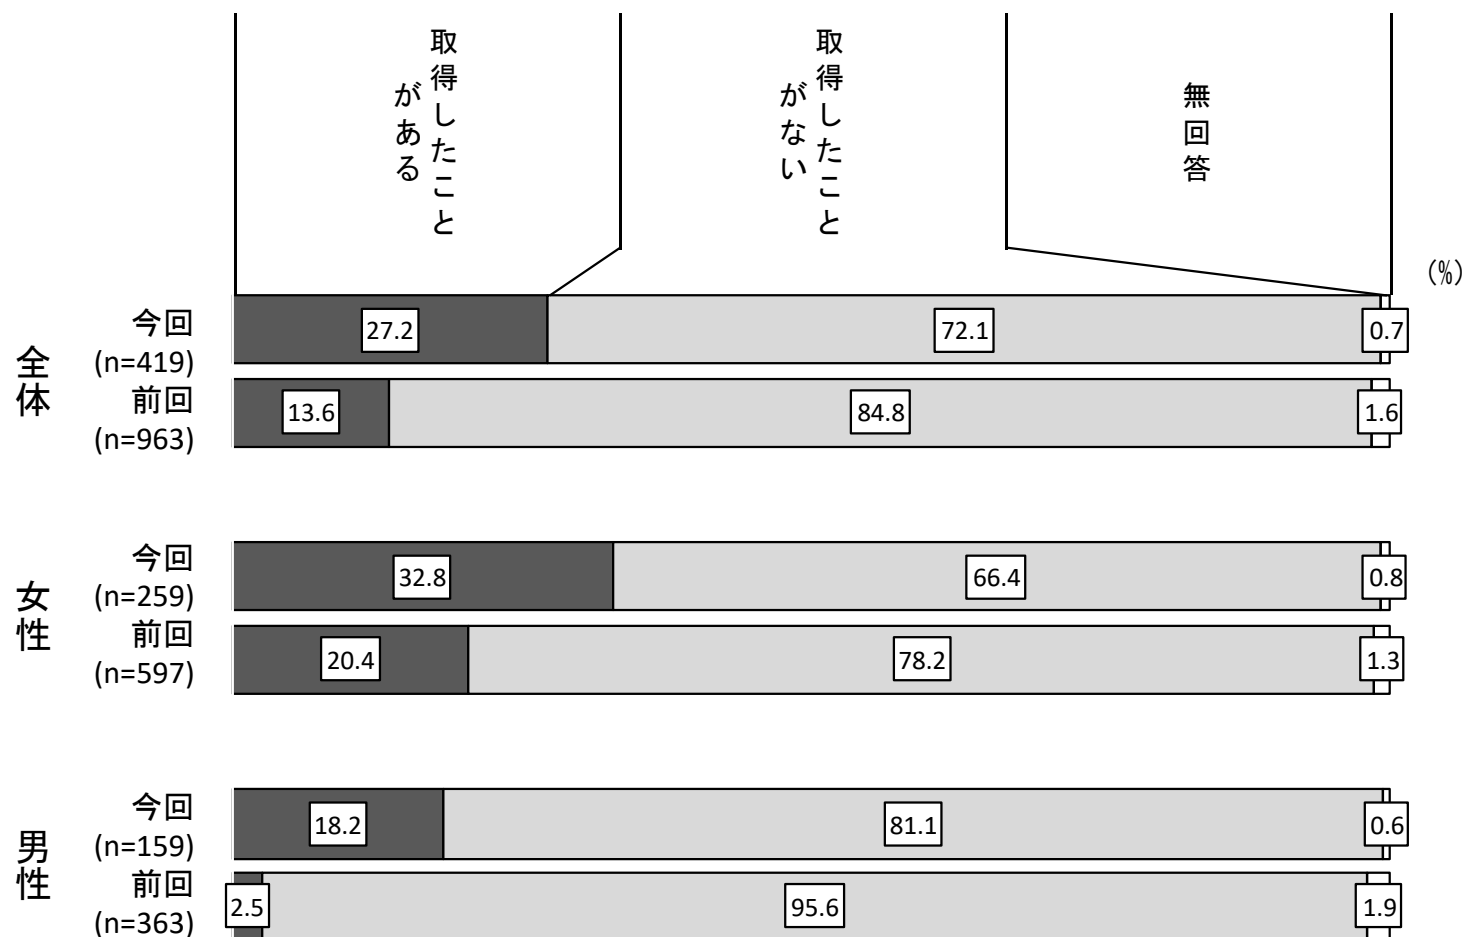 取得したこと
がある
取得したこと
がない
無回答
(%)
全体
今回
(n=419)
27.2
72.1
0.7
前回
(n=963)
13.6
84.8
1.6
女性
今回
(n=259)
32.8
66.4
0.8
前回
(n=597)
20.4
78.2
1.3
男性
今回
(n=159)
18.2
81.1
0.6
前回
(n=363)
2.5
95.6
1.9